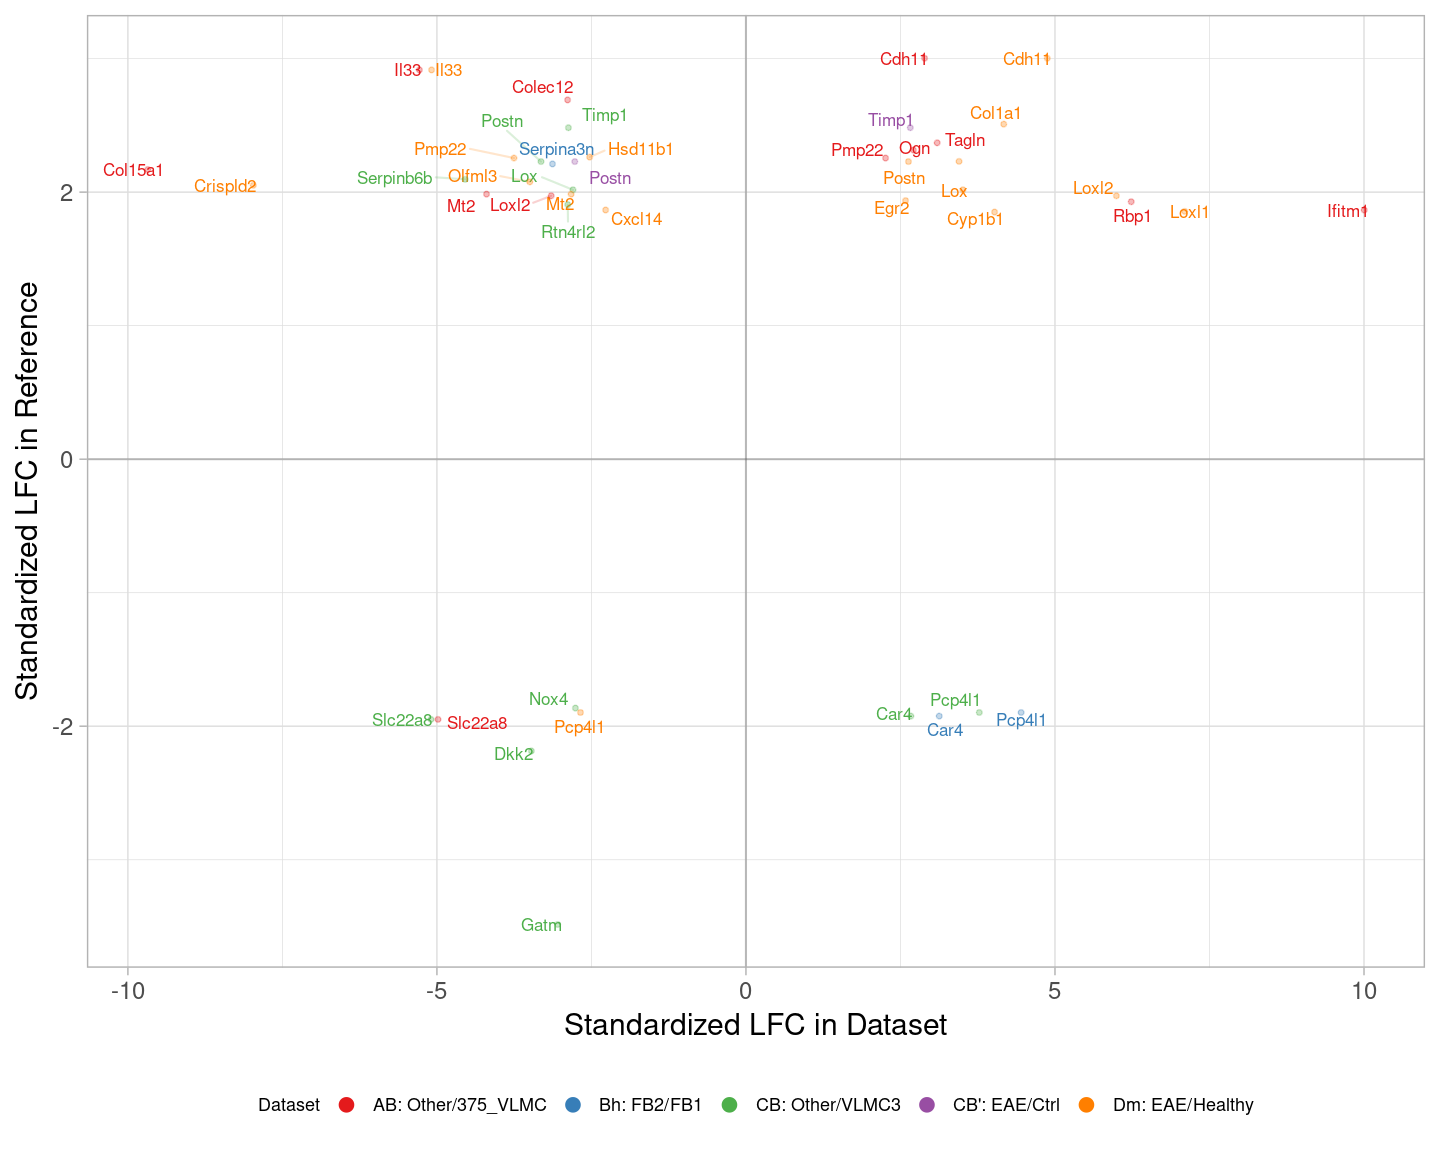 Cdh11
Cdh11
Il33
Il33
Colec12
Timp1
Postn
Col1a1
Timp1
Tagln
Pmp22
Serpina3n
Hsd11b1
Pmp22
Ogn
Col15a1
Crispld2
Serpinb6b
Olfml3
Lox
Postn
Postn
Lox
Loxl2
Mt2
Loxl2
Mt2
Cxcl14
Egr2
Cyp1b1
Rbp1
Loxl1
Ifitm1
Rtn4rl2
Nox4
Slc22a8
Slc22a8
Pcp4l1
Dkk2
Gatm
Car4
Pcp4l1
Car4
Pcp4l1
2
0
-2
Standardized LFC in Reference
-10
-5
0
5
10
Standardized LFC in Dataset
Dataset
AB: Other/375_VLMC
Bh: FB2/FB1
CB: Other/VLMC3
CB': EAE/Ctrl
Dm: EAE/Healthy